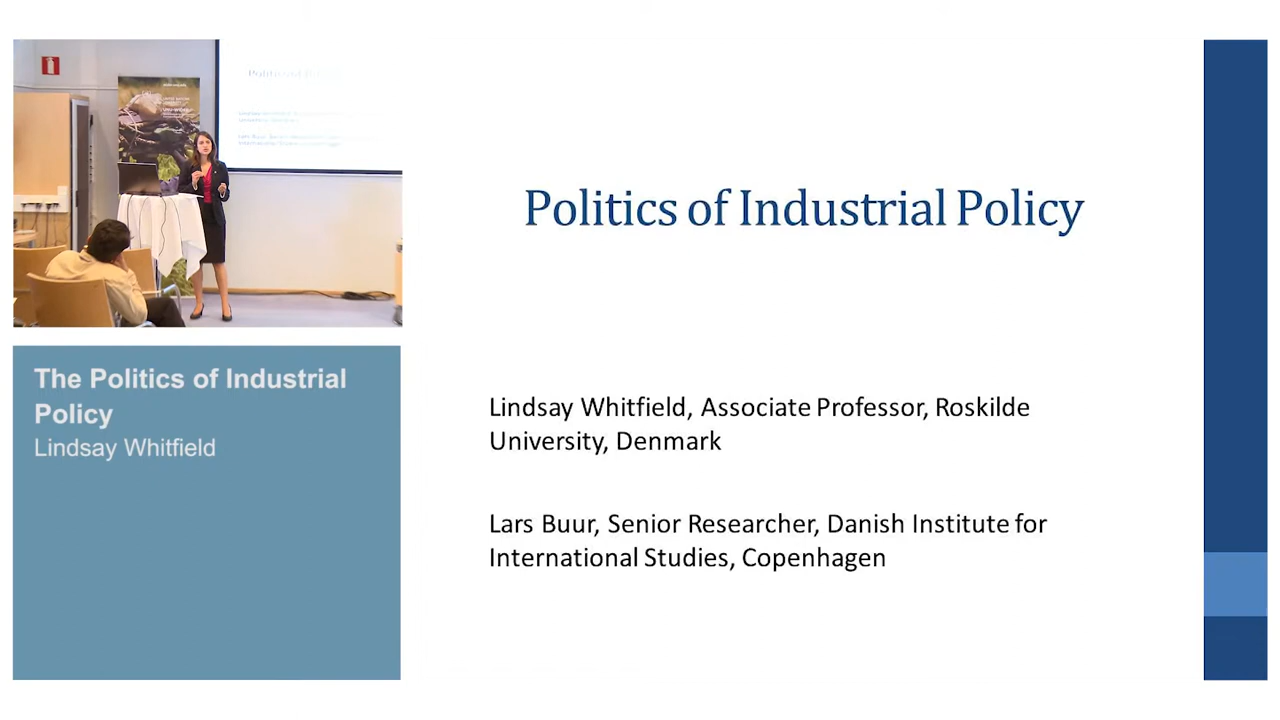 The Politics of Industrial
Policy
Lindsay Whitfield
Politics of Industrial Policy
Lindsay Whitfield, Associate Professor, Roskilde
University, Denmark
Lars Buur, Senior Researcher, Danish Institute for
International Studies, Copenhagen